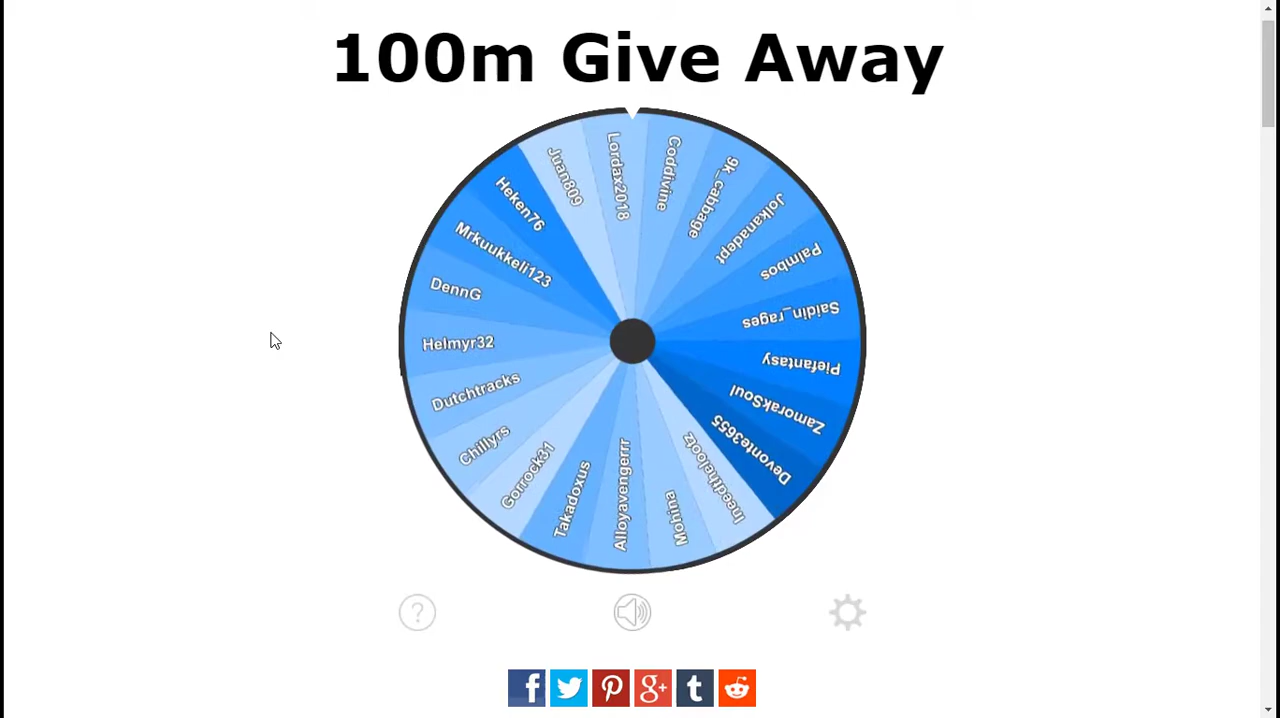 100m Give Away
Lordax2018
Coddivine
9k_cabbage
Jolkanadept
Palmbos
Saidin_rages
Piefantasy
ZamorakSoul
Devonte3655
Ineedthelootz
Mojhina
Alloyavengerrr
Takadoxus
Gorrock31
Chillyrs
Dutchtracks
Helmyr32
DennG
Mrkuukkeli123
Heken76
Juan809